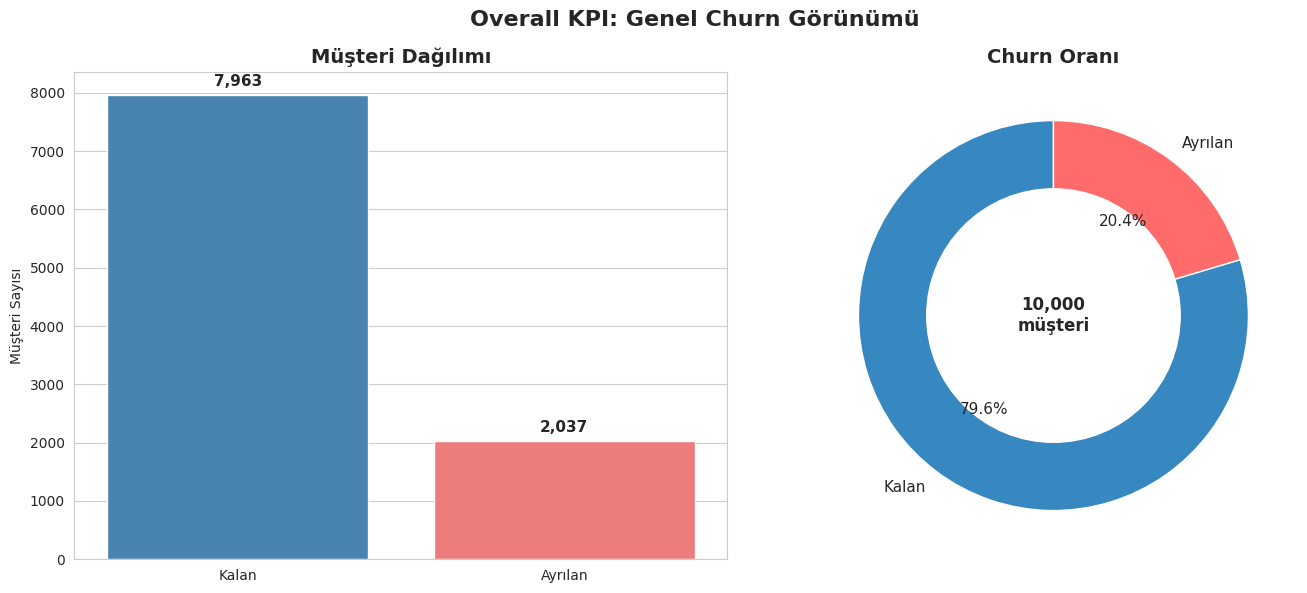 Overall KPI: Genel Churn Görünümü
Müşteri Dağılımı
7,963
8000
7000
6000
5000
4000
3000
2000
1000
0
Müşteri Sayısı
2,037
Kalan
Ayrılan
Churn Oranı
Ayrılan
20.4%
10,000
müşteri
79.6%
Kalan